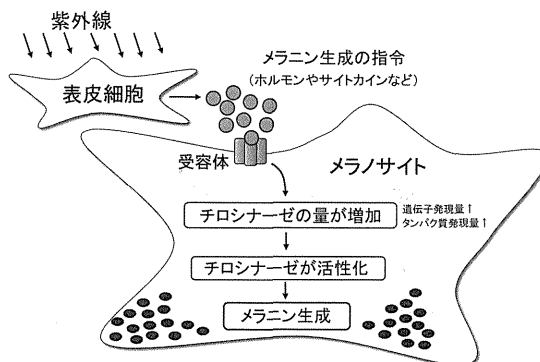 紫外線
表皮細胞
メラニン生成の指令
(ホルモンやサイトカインなど)
受容体
メラノサイト
チロシナーゼの量が増加
遺伝子発現量↑
タンパク質発現量↑
チロシナーゼが活性化
メラニン生成